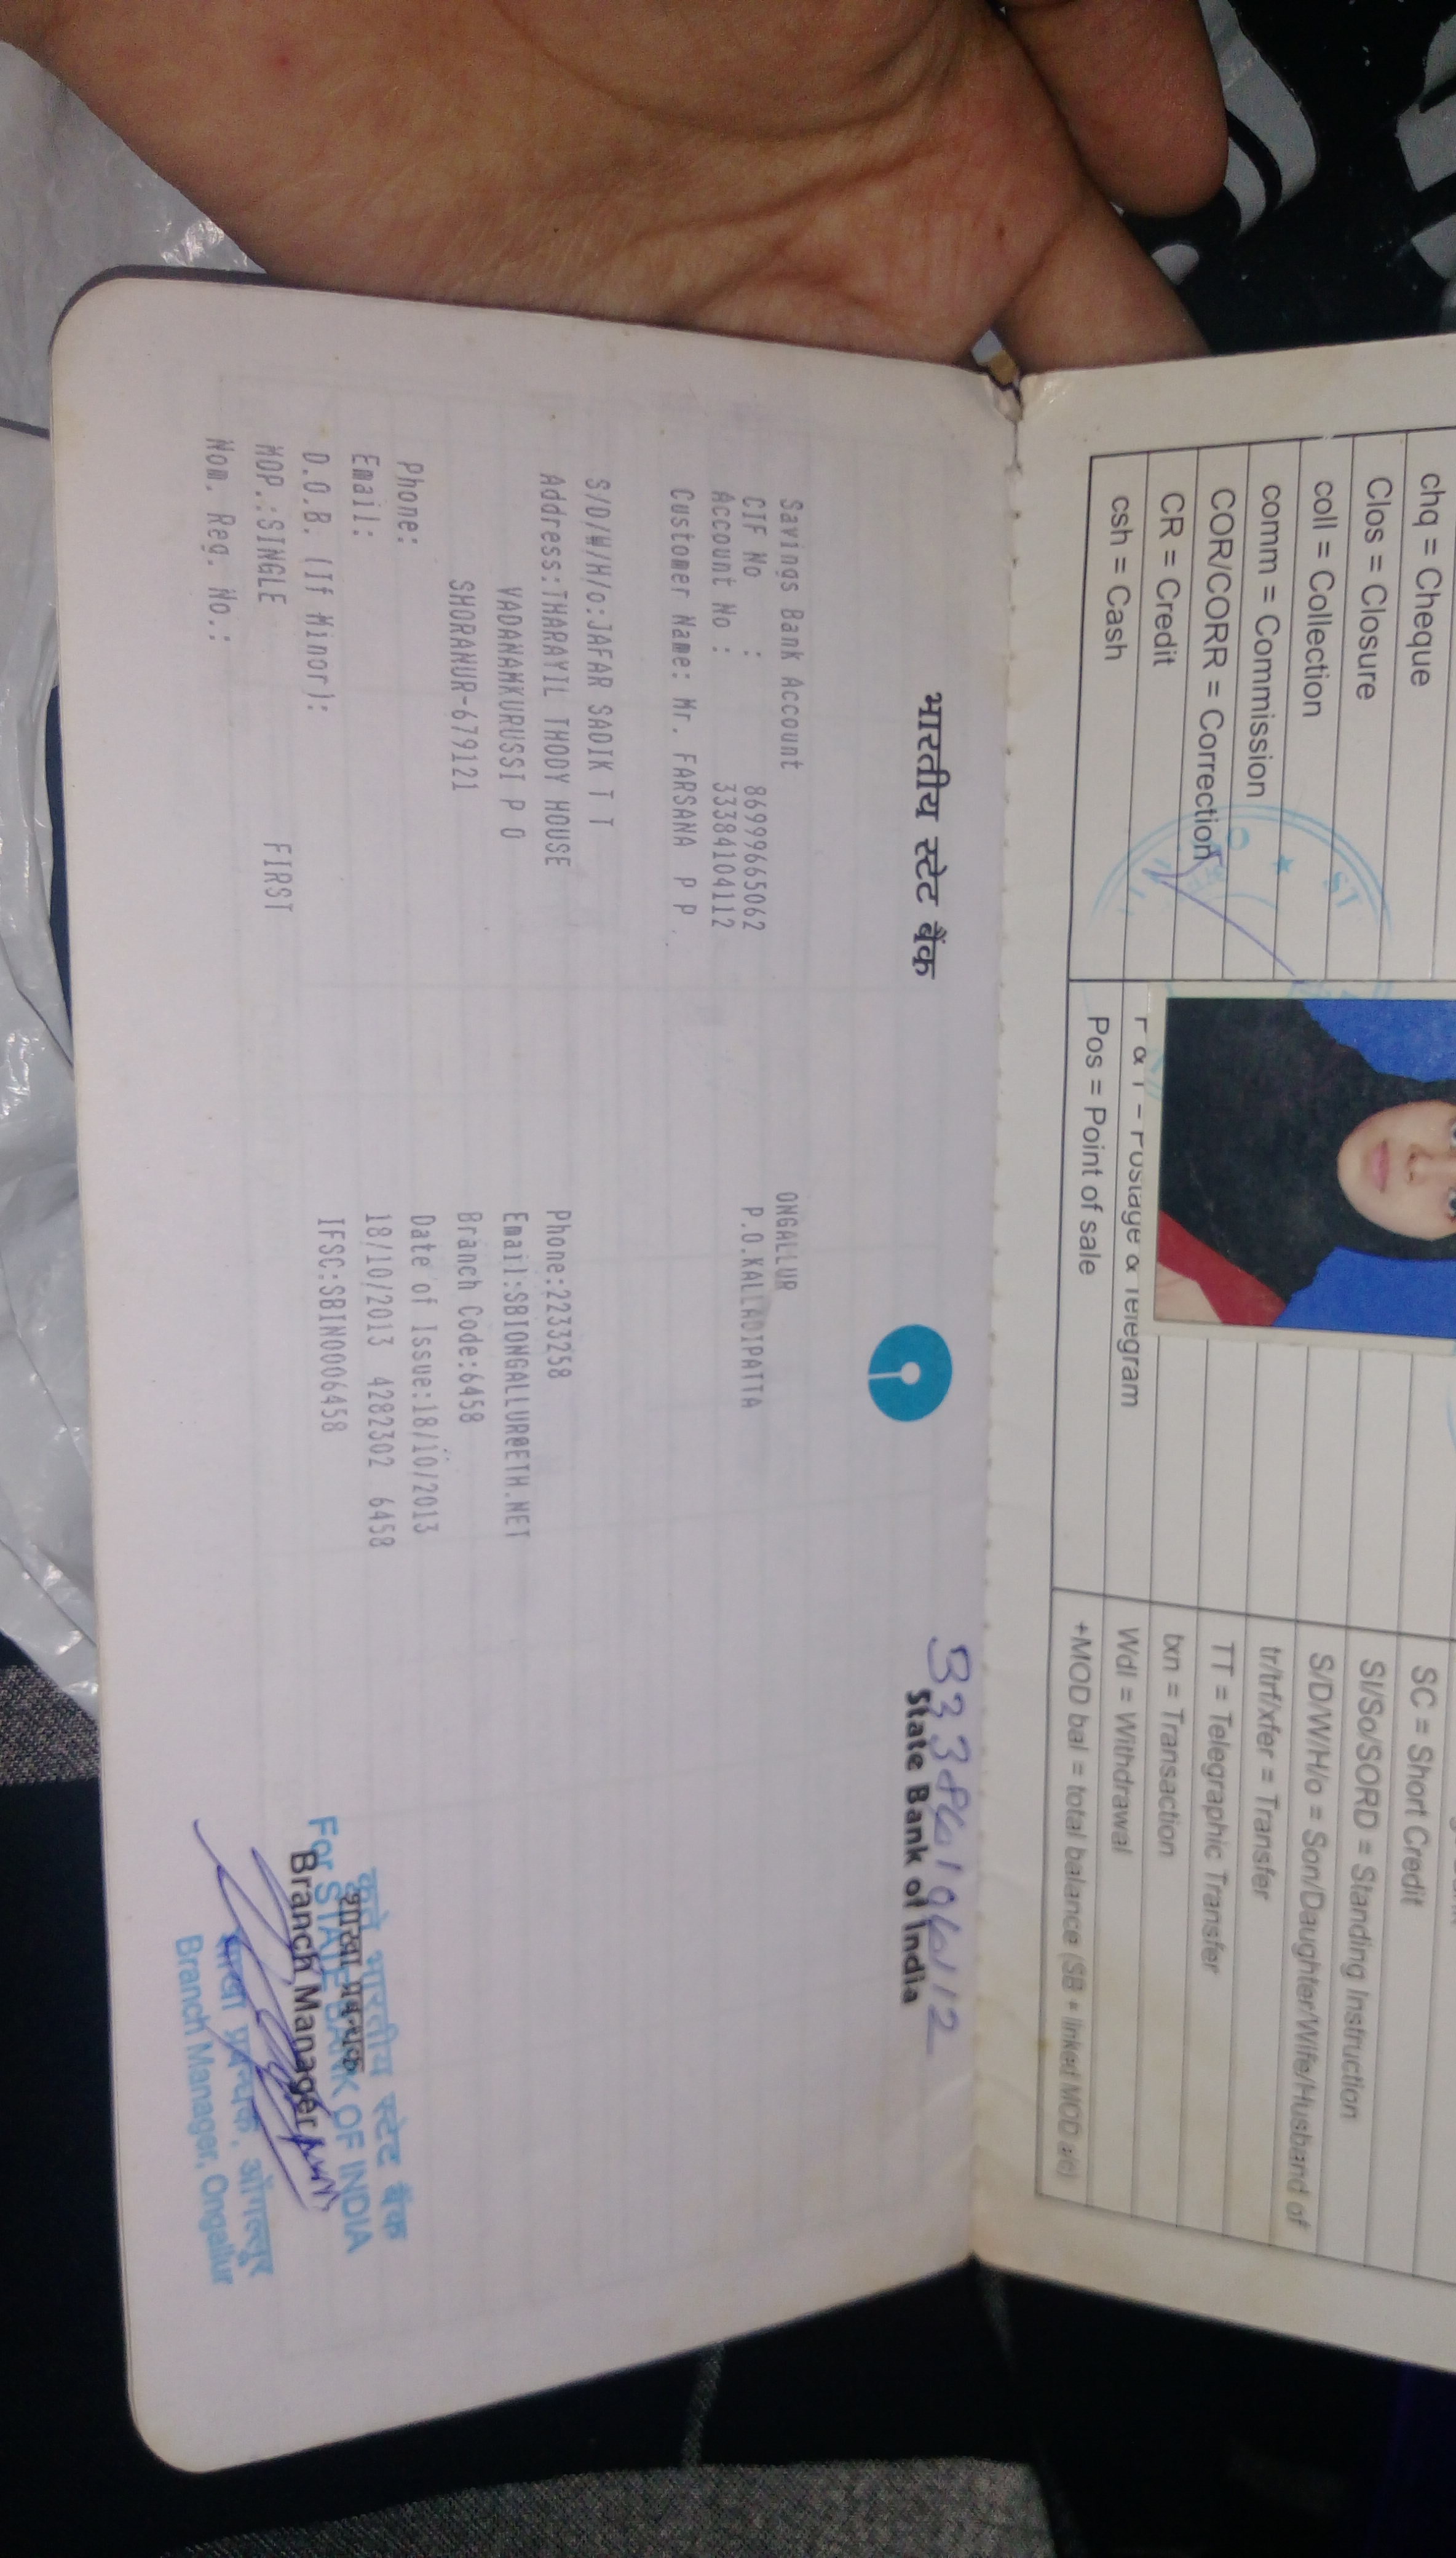 chq = Cheque
Clos = Closure
coll = Collection
comm = Commission
COR/CORR = Correction
CR = Credit
csh = Cash
Pos = Point of sale
SC = Short Credit
SI/So/SORD = Standing Instruction
S/D/W/H/o = Son/Daughter/Wife/Husband of
tr/trf/xfer = Transfer
TT = Telegraphic Transfer
txn = Transaction
Wdl = Withdrawal
+MOD bal = total balance (SB + linked MOD a/c)
भारतीय स्टेट बैंक
State Bank of India
Savings Bank Account
CIF No : 86999665062
Account No : 33384104112
Customer Name: Mr. FARSANA P P
S/D/W/H/o:JAFAR SADIK T T
Address:THARAYIL THODY HOUSE
VADANAMKURUSSI P O
SHORANUR-679121
Phone:
Email:
D.O.B. (If Minor):
MOP.:SINGLE FIRST
Nom. Reg. No.:
ONGALLUR
P.O.KALLADIPATTA
Phone:2233258
Email:SBIONGALLUR@ETH.NET
Branch Code:6458
Date of Issue:18/10/2013
18/10/2013 4282302 6458
IFSC:SBIN0006458
कृते भारतीय स्टेट बैंक
For STATE BANK OF INDIA
शाखा प्रबन्धक
Branch Manager
शाखा प्रबन्धक, ओंगल्लूर
Branch Manager, Ongallur